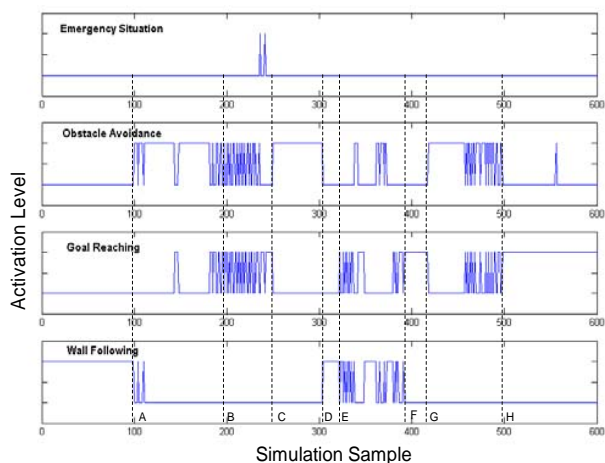 Emergency Situation
0 100 200 300 400 500 600
Obstacle Avoidance
0 100 200 300 400 500 600
Activation Level
Goal Reaching
0 100 200 300 400 500 600
Wall Following
A B C D E F G H
0 100 200 300 400 500 600
Simulation Sample